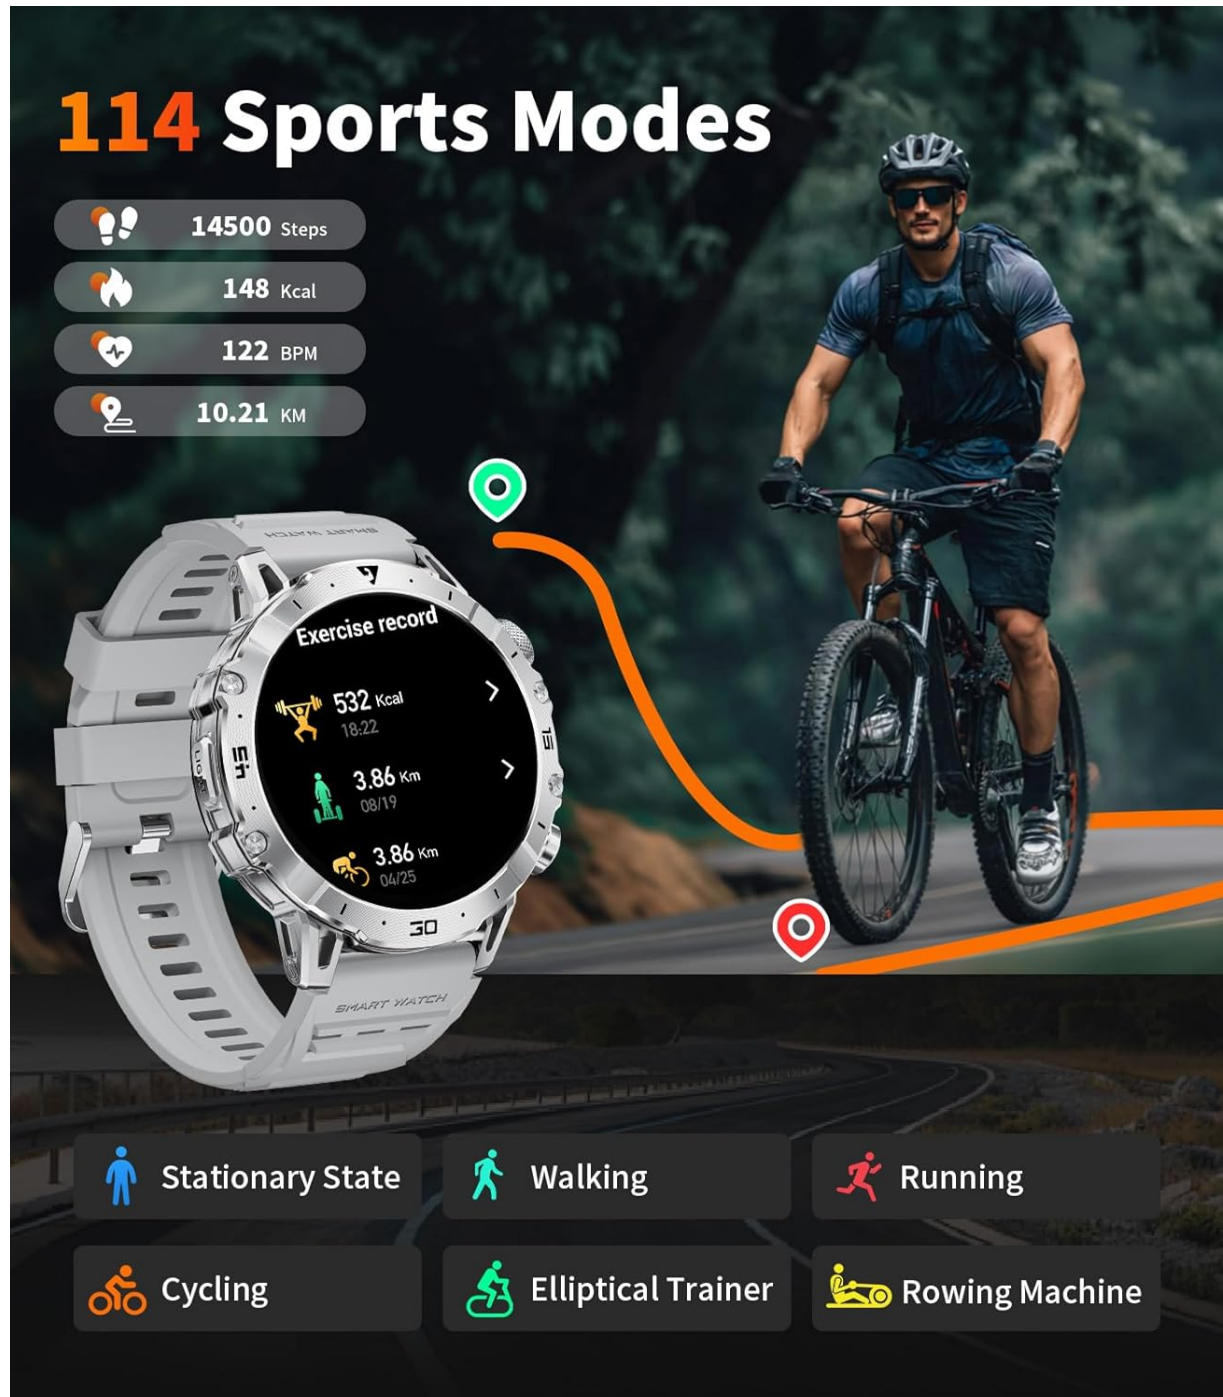 114 Sports Modes
14500 Steps
148 Kcal
122 BPM
10.21 KM
SMART WATCH
Exercise record
532 Kcal
18:22
3.86 Km
08/19
3.86 Km
04/25
15
30
45
SMART WATCH
Stationary State
Walking
Running
Cycling
Elliptical Trainer
Rowing Machine